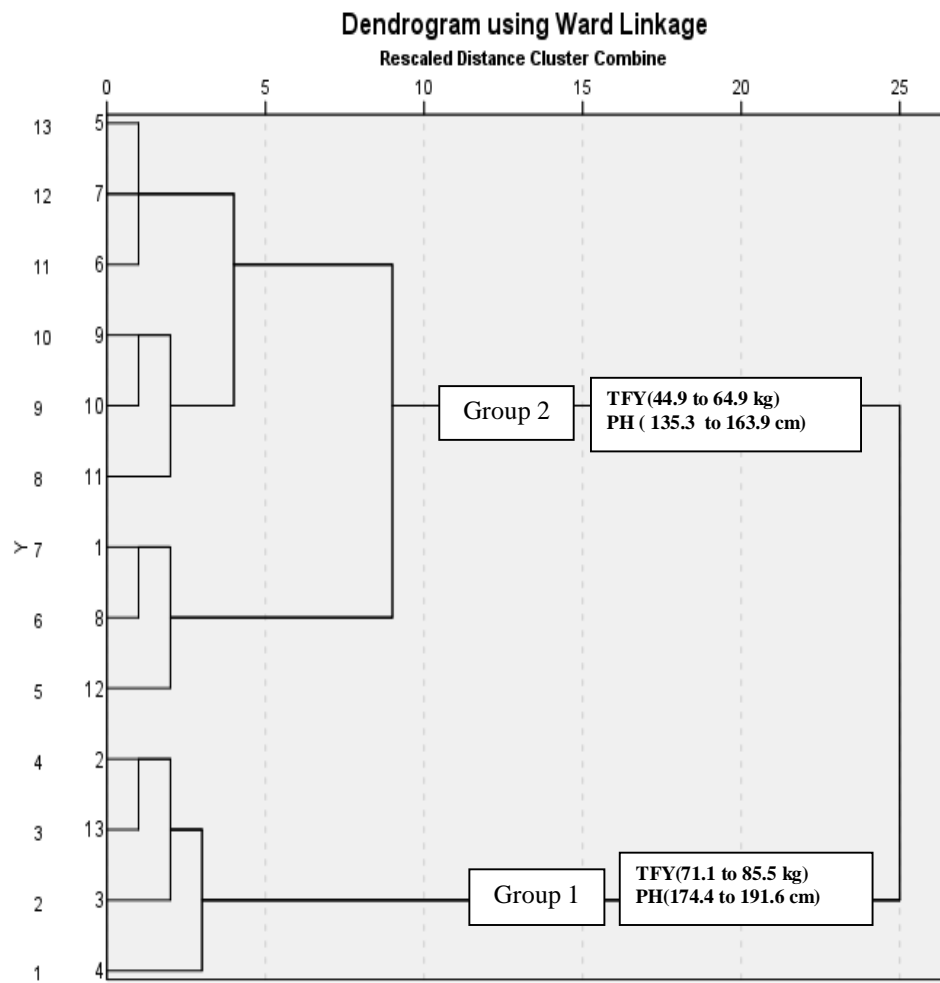 Dendrogram using Ward Linkage
Rescaled Distance Cluster Combine
0 5 10 15 20 25
13 5
12 7
11 6
10 9
9 10
8 11
Y 7 1
6 8
5 12
4 2
3 13
2 3
1 4
Group 2
TFY(44.9 to 64.9 kg)
PH ( 135.3 to 163.9 cm)
Group 1
TFY(71.1 to 85.5 kg)
PH(174.4 to 191.6 cm)